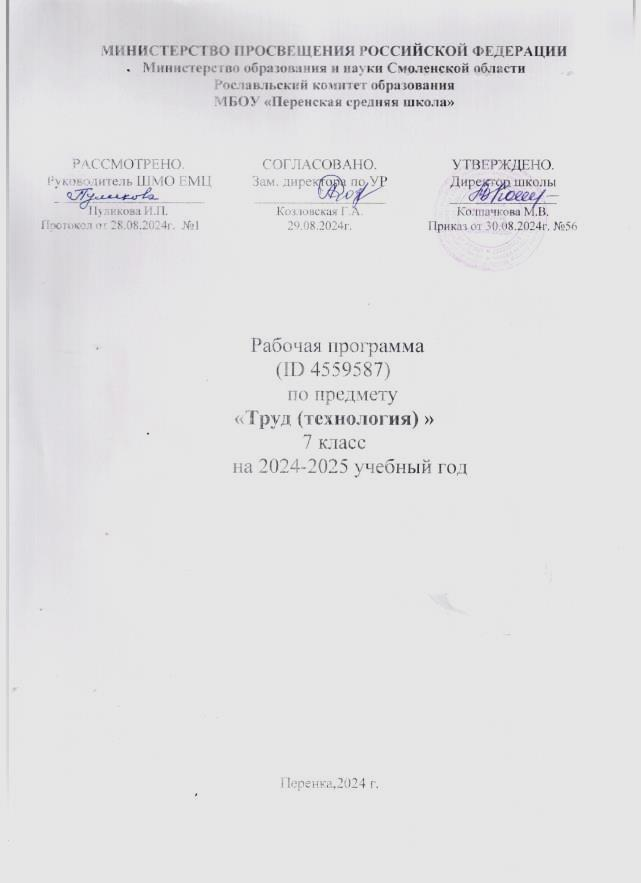 МИНИСТЕРСТВО ПРОСВЕЩЕНИЯ РОССИЙСКОЙ ФЕДЕРАЦИИ
Министерство образования и науки Смоленской области
Рославльский комитет образования
МБОУ «Перенская средняя школа»
РАССМОТРЕНО.
Руководитель ШМО ЕМЦ
Пуликова
Пуликова И.П.
Протокол от 28.08.2024г. №1
СОГЛАСОВАНО.
Зам. директора по УР
Козловская Г.А.
29.08.2024г.
УТВЕРЖДЕНО.
Директор школы
Колпачкова М.В.
Приказ от 30.08.2024г. №56
Рабочая программа
(ID 4559587)
по предмету
«Труд (технология) »
7 класс
на 2024-2025 учебный год
Перенка,2024 г.